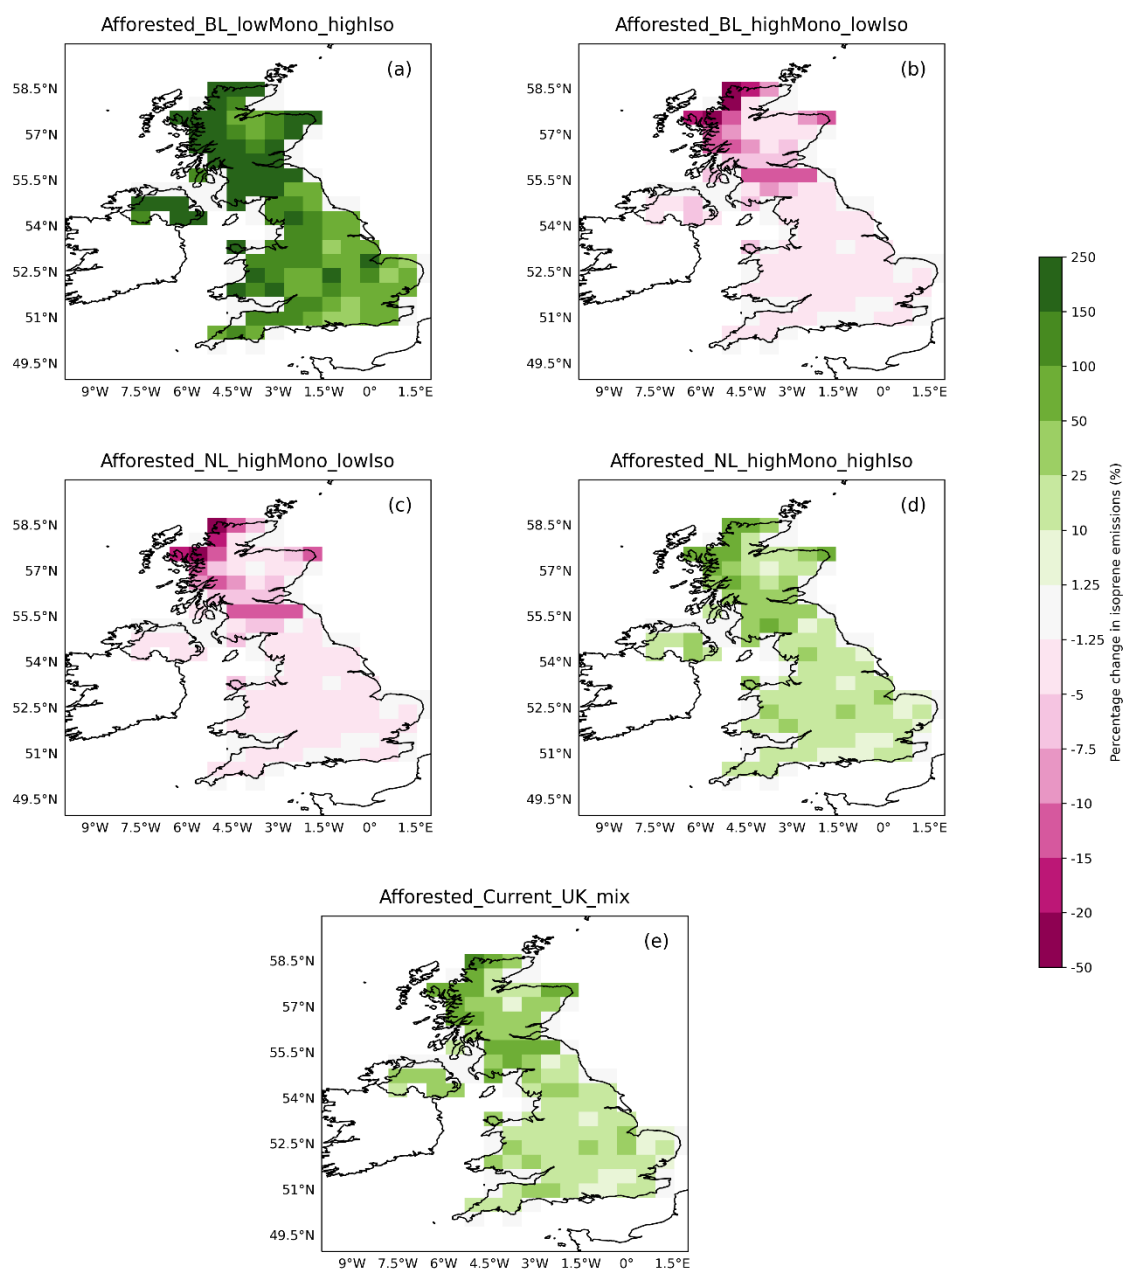 Afforested_BL_lowMono_highIso
Afforested_BL_highMono_lowIso
(a)
(b)
58.5°N
57°N
55.5°N
54°N
52.5°N
51°N
49.5°N
9°W 7.5°W 6°W 4.5°W 3°W 1.5°W 0° 1.5°E
58.5°N
57°N
55.5°N
54°N
52.5°N
51°N
49.5°N
9°W 7.5°W 6°W 4.5°W 3°W 1.5°W 0° 1.5°E
Afforested_NL_highMono_lowIso
Afforested_NL_highMono_highIso
(c)
(d)
58.5°N
57°N
55.5°N
54°N
52.5°N
51°N
49.5°N
9°W 7.5°W 6°W 4.5°W 3°W 1.5°W 0° 1.5°E
58.5°N
57°N
55.5°N
54°N
52.5°N
51°N
49.5°N
9°W 7.5°W 6°W 4.5°W 3°W 1.5°W 0° 1.5°E
Afforested_Current_UK_mix
(e)
58.5°N
57°N
55.5°N
54°N
52.5°N
51°N
49.5°N
9°W 7.5°W 6°W 4.5°W 3°W 1.5°W 0° 1.5°E
250
150
100
50
25
10
1.25
-1.25
-5
-7.5
-10
-15
-20
-50
Percentage change in isoprene emissions (%)